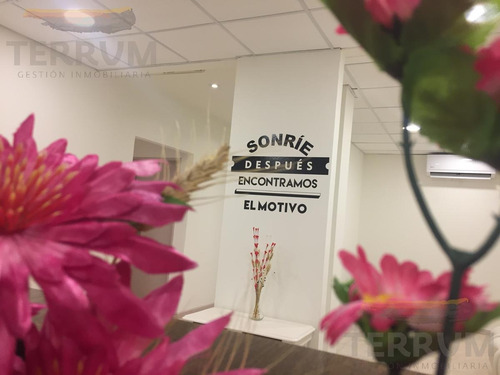 TERRVM
GESTIÓN INMOBILIARIA
SONRÍE
DESPUÉS
ENCONTRAMOS
EL MOTIVO
TERRVM
INMOBILIARIA